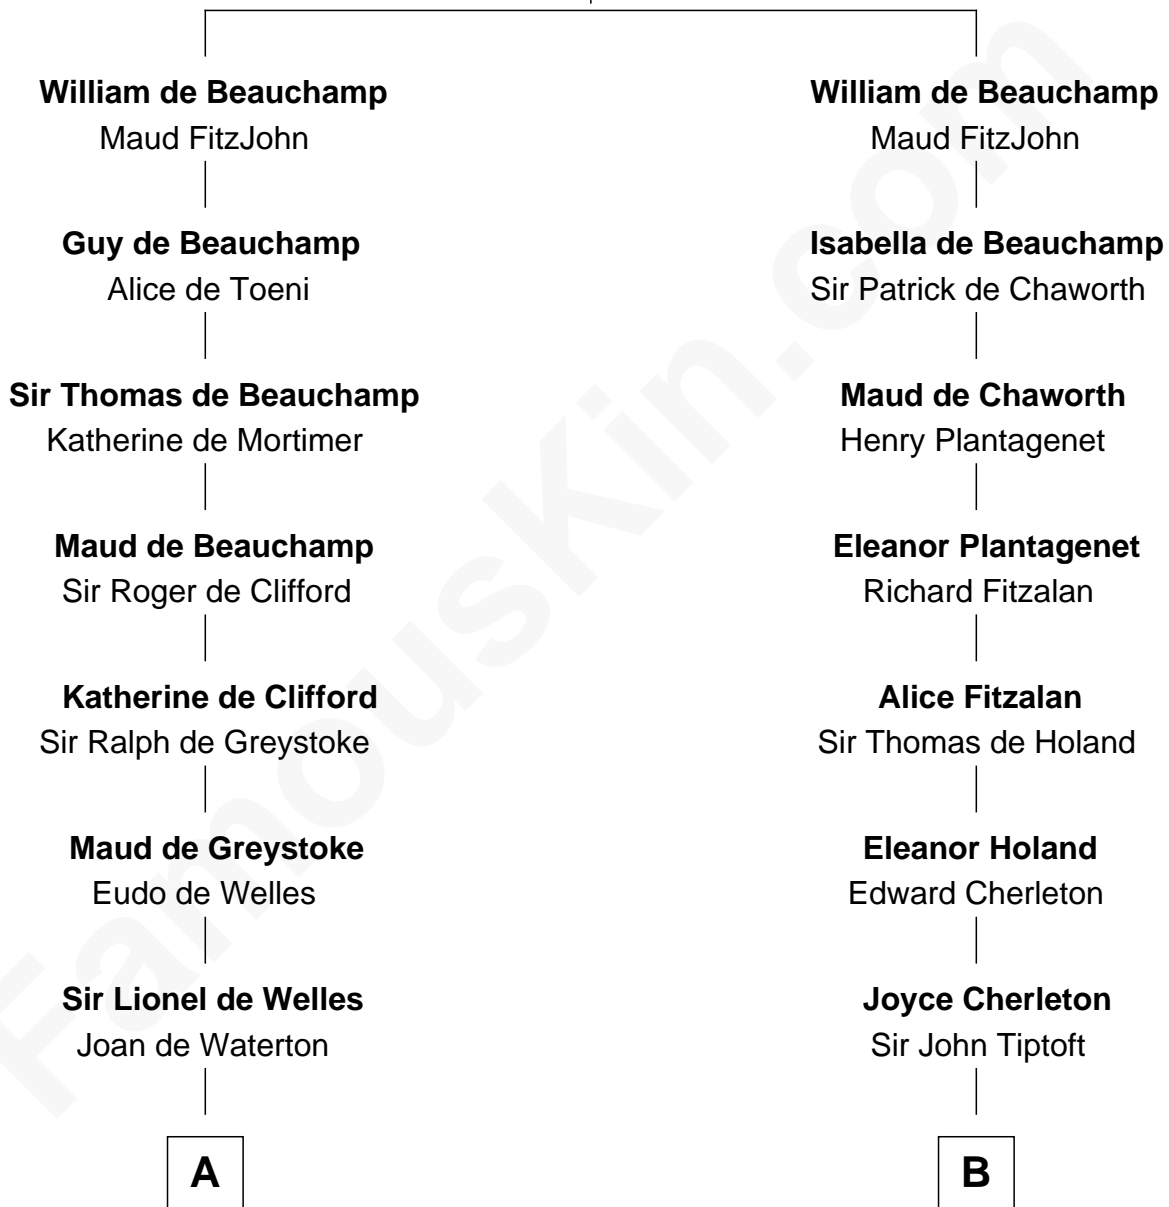 William de Beauchamp
Maud FitzJohn
Guy de Beauchamp
Alice de Toeni
Sir Thomas de Beauchamp
Katherine de Mortimer
Maud de Beauchamp
Sir Roger de Clifford
Katherine de Clifford
Sir Ralph de Greystoke
Maud de Greystoke
Eudo de Welles
Sir Lionel de Welles
Joan de Waterton
A
William de Beauchamp
Maud FitzJohn
Isabella de Beauchamp
Sir Patrick de Chaworth
Maud de Chaworth
Henry Plantagenet
Eleanor Plantagenet
Richard Fitzalan
Alice Fitzalan
Sir Thomas de Holand
Eleanor Holand
Edward Cherleton
Joyce Cherleton
Sir John Tiptoft
B
FamousKin.com